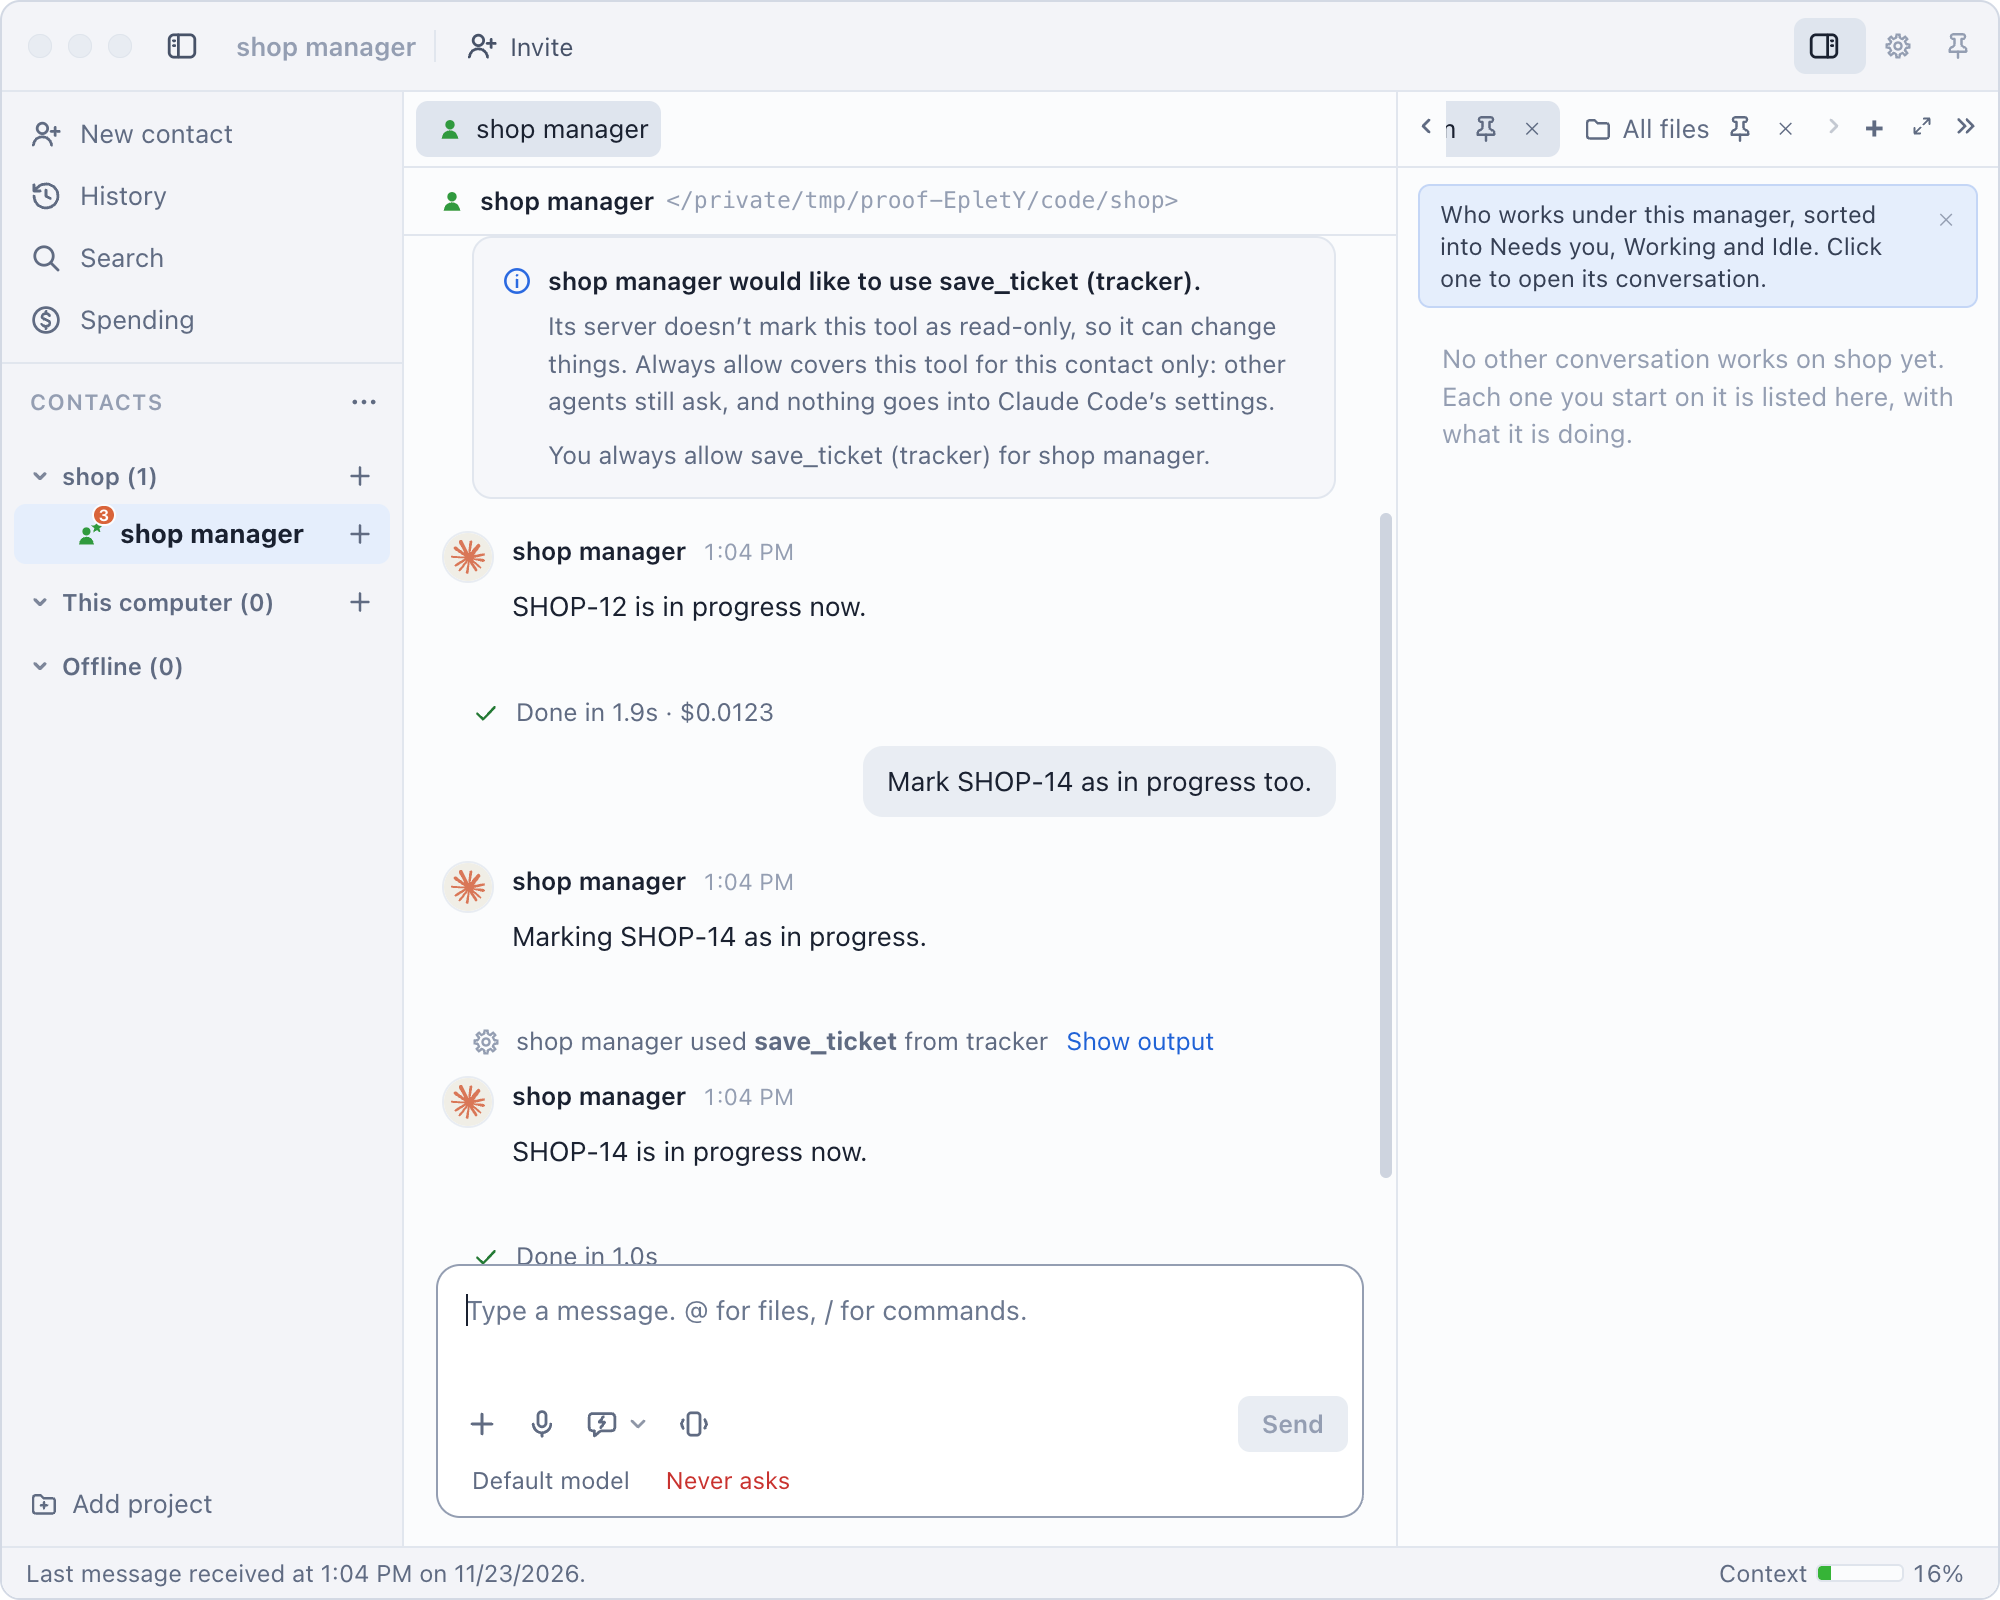 shop manager
Invite
New contact
History
Search
Spending
CONTACTS
shop (1)
3
shop manager
This computer (0)
Offline (0)
Add project
shop manager
shop manager </private/tmp/proof-EpletY/code/shop>
shop manager would like to use save_ticket (tracker).
Its server doesn’t mark this tool as read-only, so it can change
things. Always allow covers this tool for this contact only: other
agents still ask, and nothing goes into Claude Code’s settings.
You always allow save_ticket (tracker) for shop manager.
shop manager 1:04 PM
SHOP-12 is in progress now.
Done in 1.9s · $0.0123
Mark SHOP-14 as in progress too.
shop manager 1:04 PM
Marking SHOP-14 as in progress.
shop manager used save_ticket from tracker Show output
shop manager 1:04 PM
SHOP-14 is in progress now.
Done in 1.0s
Type a message. @ for files, / for commands.
Send
Default model Never asks
All files
Who works under this manager, sorted
into Needs you, Working and Idle. Click
one to open its conversation.
No other conversation works on shop yet.
Each one you start on it is listed here, with
what it is doing.
Last message received at 1:04 PM on 11/23/2026.
Context 16%